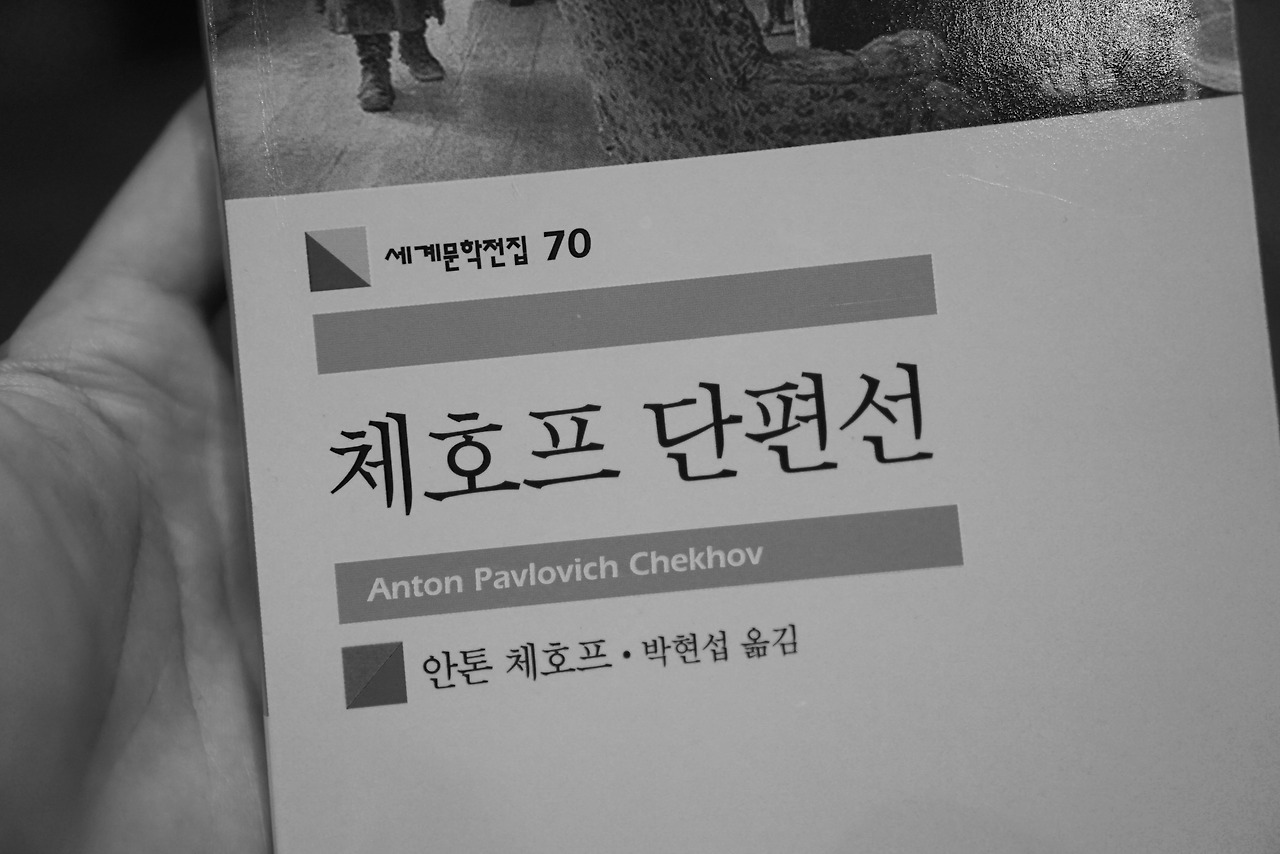 세계문학전집 70
체호프 단편선
Anton Pavlovich Chekhov
안톤 체호프 • 박현섭 옮김